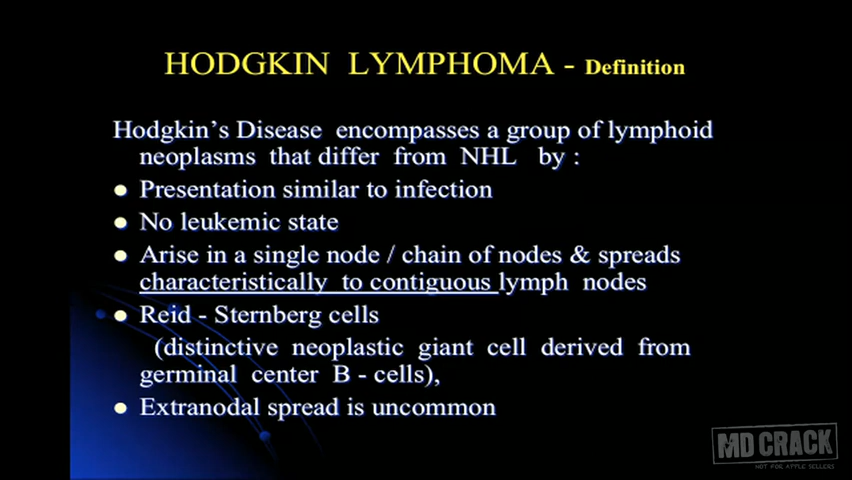 HODGKIN LYMPHOMA - Definition
Hodgkin's Disease encompasses a group of lymphoid
neoplasms that differ from NHL by :
● Presentation similar to infection
● No leukemic state
● Arise in a single node / chain of nodes & spreads
characteristically to contiguous lymph nodes
● Reid - Sternberg cells
(distinctive neoplastic giant cell derived from
germinal center B - cells),
● Extranodal spread is uncommon
MD CRACK
NOT FOR APPLE SELLERS